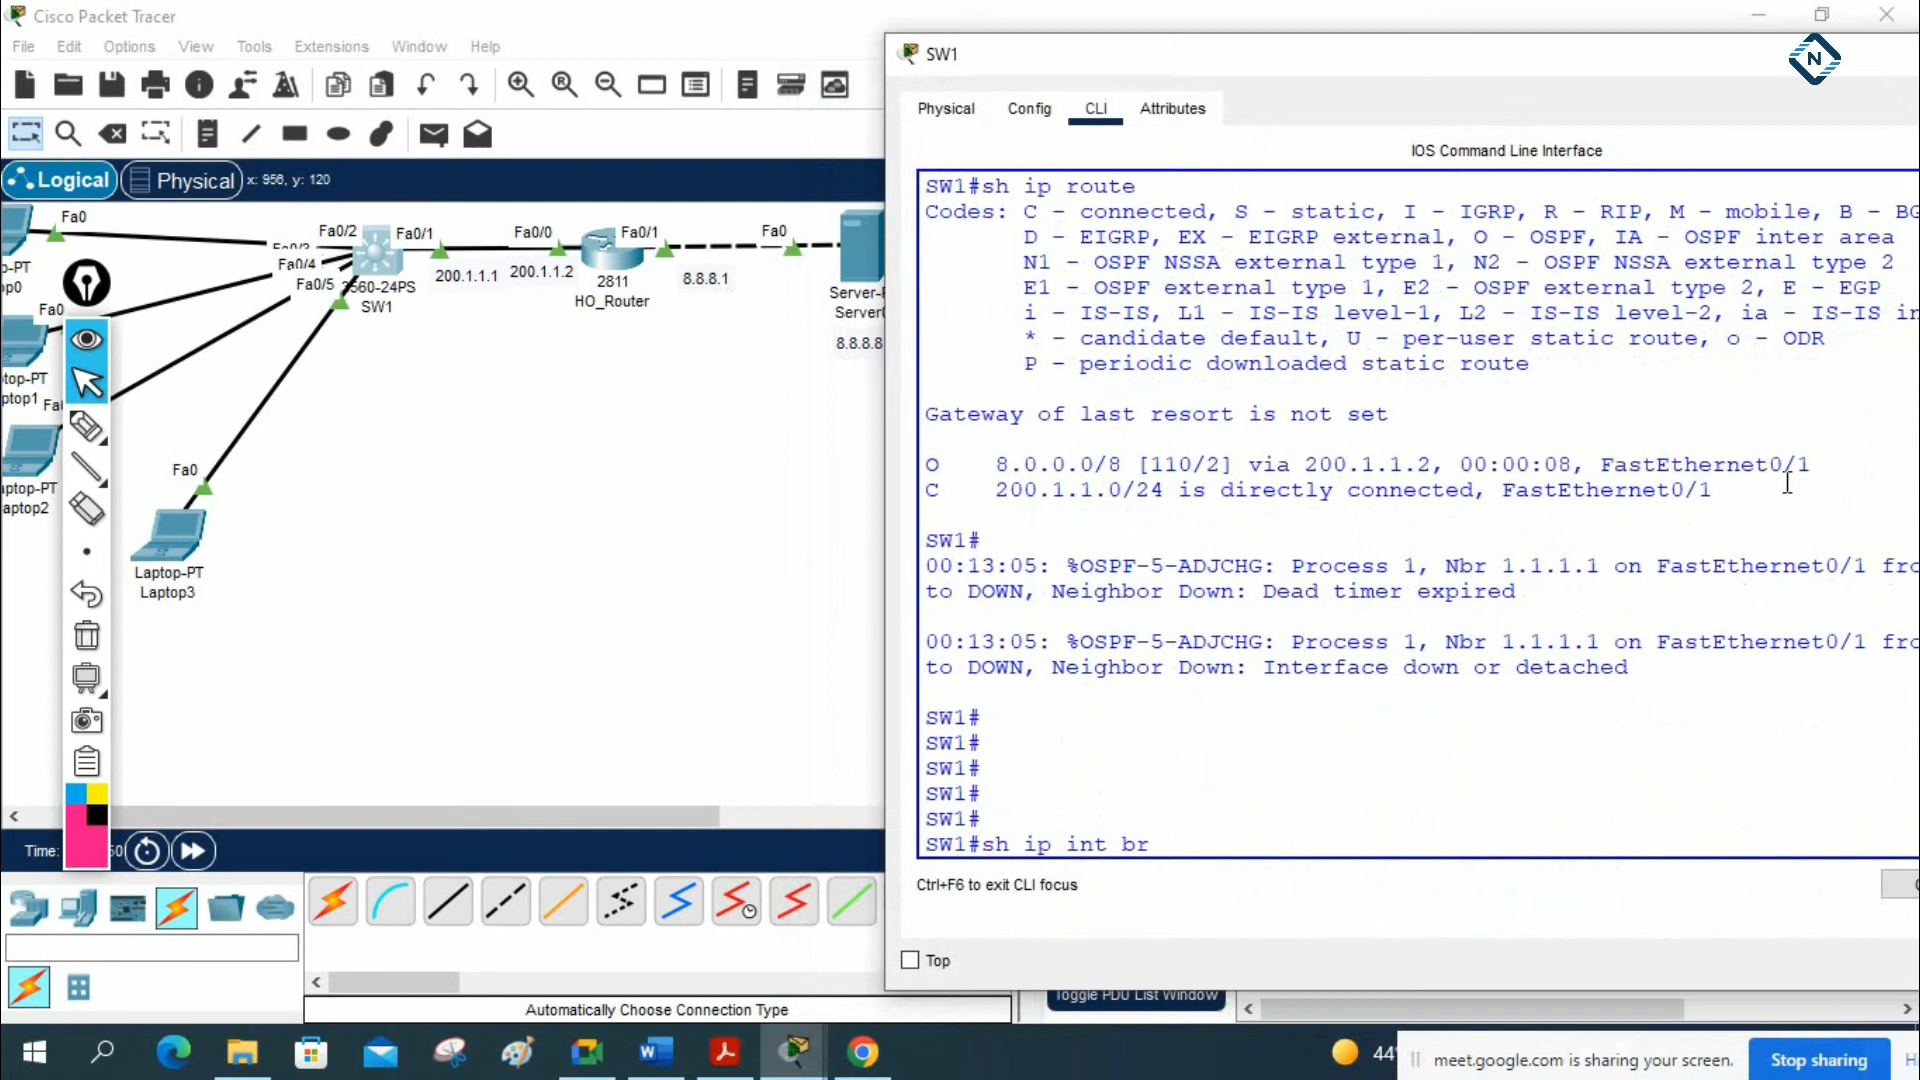 Cisco Packet Tracer
File Edit Options View Tools Extensions Window Help
Logical Physical x: 956, y: 120
Fa0
Fa0/2
Fa0/1
Fa0/0
Fa0/1
Fa0
Fa0/4
Fa0/5
3560-24PS
SW1
200.1.1.1
200.1.1.2
2811
HO_Router
8.8.8.1
8.8.8.8
Fa0
Fa0
Laptop-PT
Laptop3
Time:
Automatically Choose Connection Type
SW1
N
Physical Config CLI Attributes
IOS Command Line Interface
SW1#sh ip route
Codes: C - connected, S - static, I - IGRP, R - RIP, M - mobile, B - BG
D - EIGRP, EX - EIGRP external, O - OSPF, IA - OSPF inter area
N1 - OSPF NSSA external type 1, N2 - OSPF NSSA external type 2
E1 - OSPF external type 1, E2 - OSPF external type 2, E - EGP
i - IS-IS, L1 - IS-IS level-1, L2 - IS-IS level-2, ia - IS-IS in
* - candidate default, U - per-user static route, o - ODR
P - periodic downloaded static route
Gateway of last resort is not set
O 8.0.0.0/8 [110/2] via 200.1.1.2, 00:00:08, FastEthernet0/1
C 200.1.1.0/24 is directly connected, FastEthernet0/1
SW1#
00:13:05: %OSPF-5-ADJCHG: Process 1, Nbr 1.1.1.1 on FastEthernet0/1 fro
to DOWN, Neighbor Down: Dead timer expired
00:13:05: %OSPF-5-ADJCHG: Process 1, Nbr 1.1.1.1 on FastEthernet0/1 fro
to DOWN, Neighbor Down: Interface down or detached
SW1#
SW1#
SW1#
SW1#
SW1#
SW1#sh ip int br
Ctrl+F6 to exit CLI focus
Top
Toggle PDU List Window
44°
meet.google.com is sharing your screen.
Stop sharing